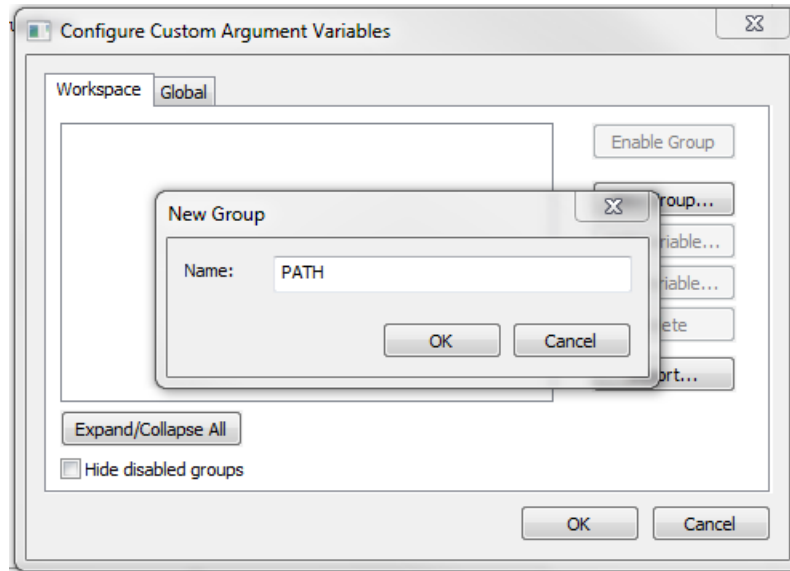 Configure Custom Argument Variables
Workspace Global
Enable Group
New Group
Name: PATH
OK Cancel
Expand/Collapse All
Hide disabled groups
OK Cancel